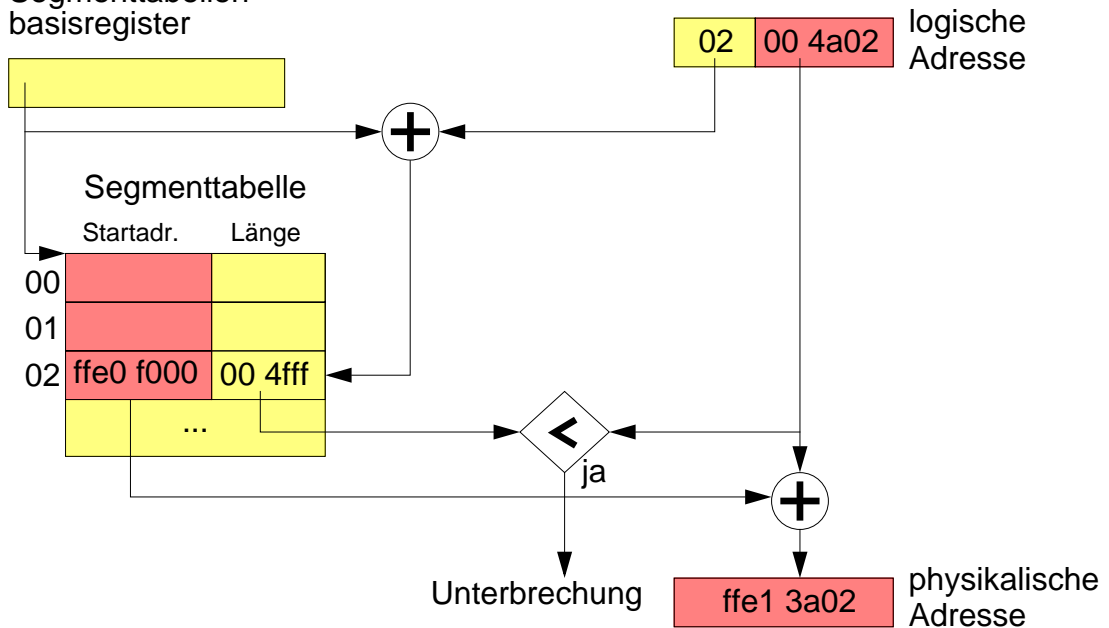 Segmenttabellen-
basisregister
logische
Adresse
02 00 4a02
Segmenttabelle
Startadr. Länge
00
01
02 ffe0 f000 00 4fff
...
<
ja
Unterbrechung
ffe1 3a02
physikalische
Adresse